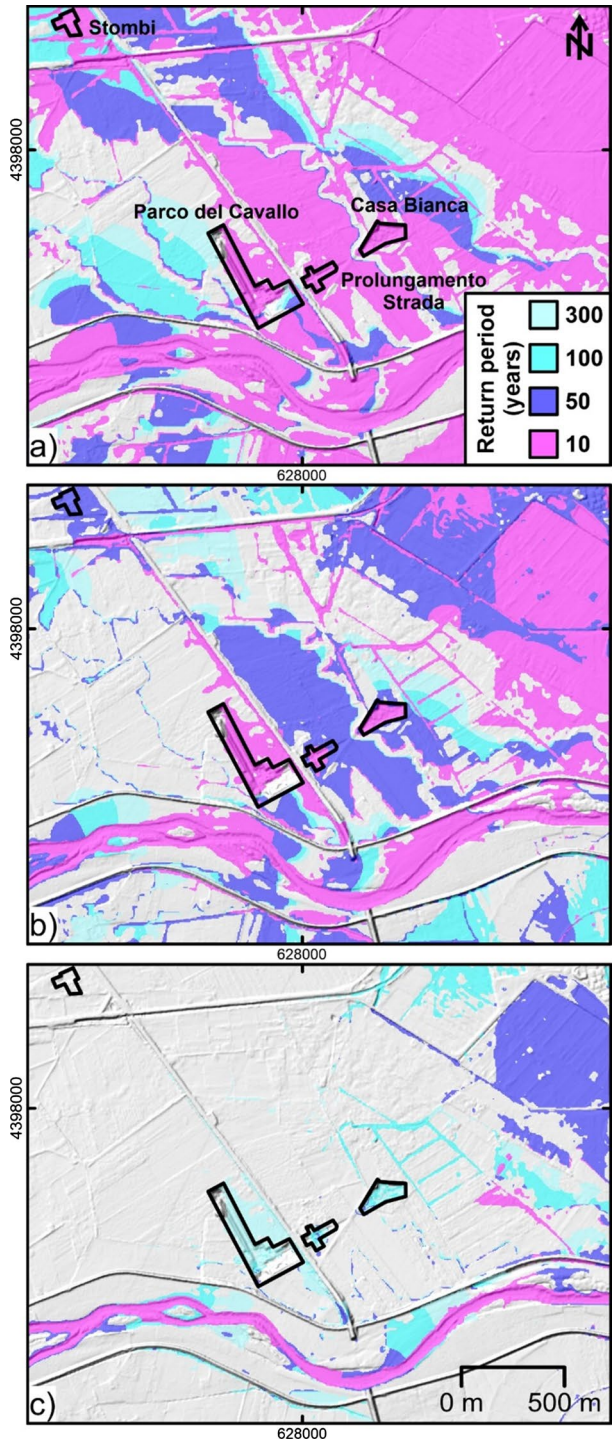 Stombi
N
4398000
Parco del Cavallo
Casa Bianca
Prolungamento
Strada
Return period
(years)
300
100
50
10
a)
628000
4398000
b)
628000
4398000
c)
0 m 500 m
628000